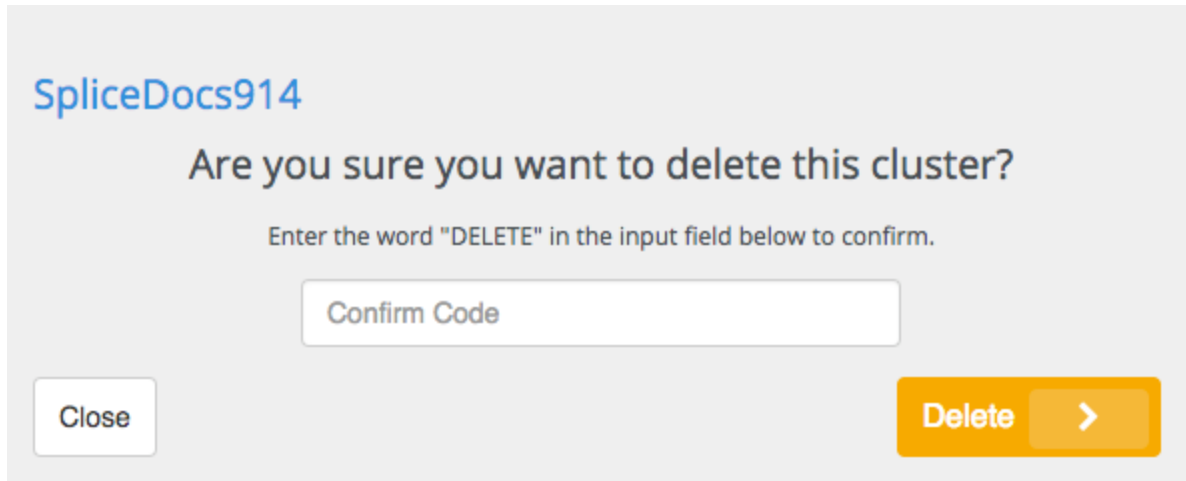 SpliceDocs914
Are you sure you want to delete this cluster?
Enter the word "DELETE" in the input field below to confirm.
Confirm Code
Close
Delete